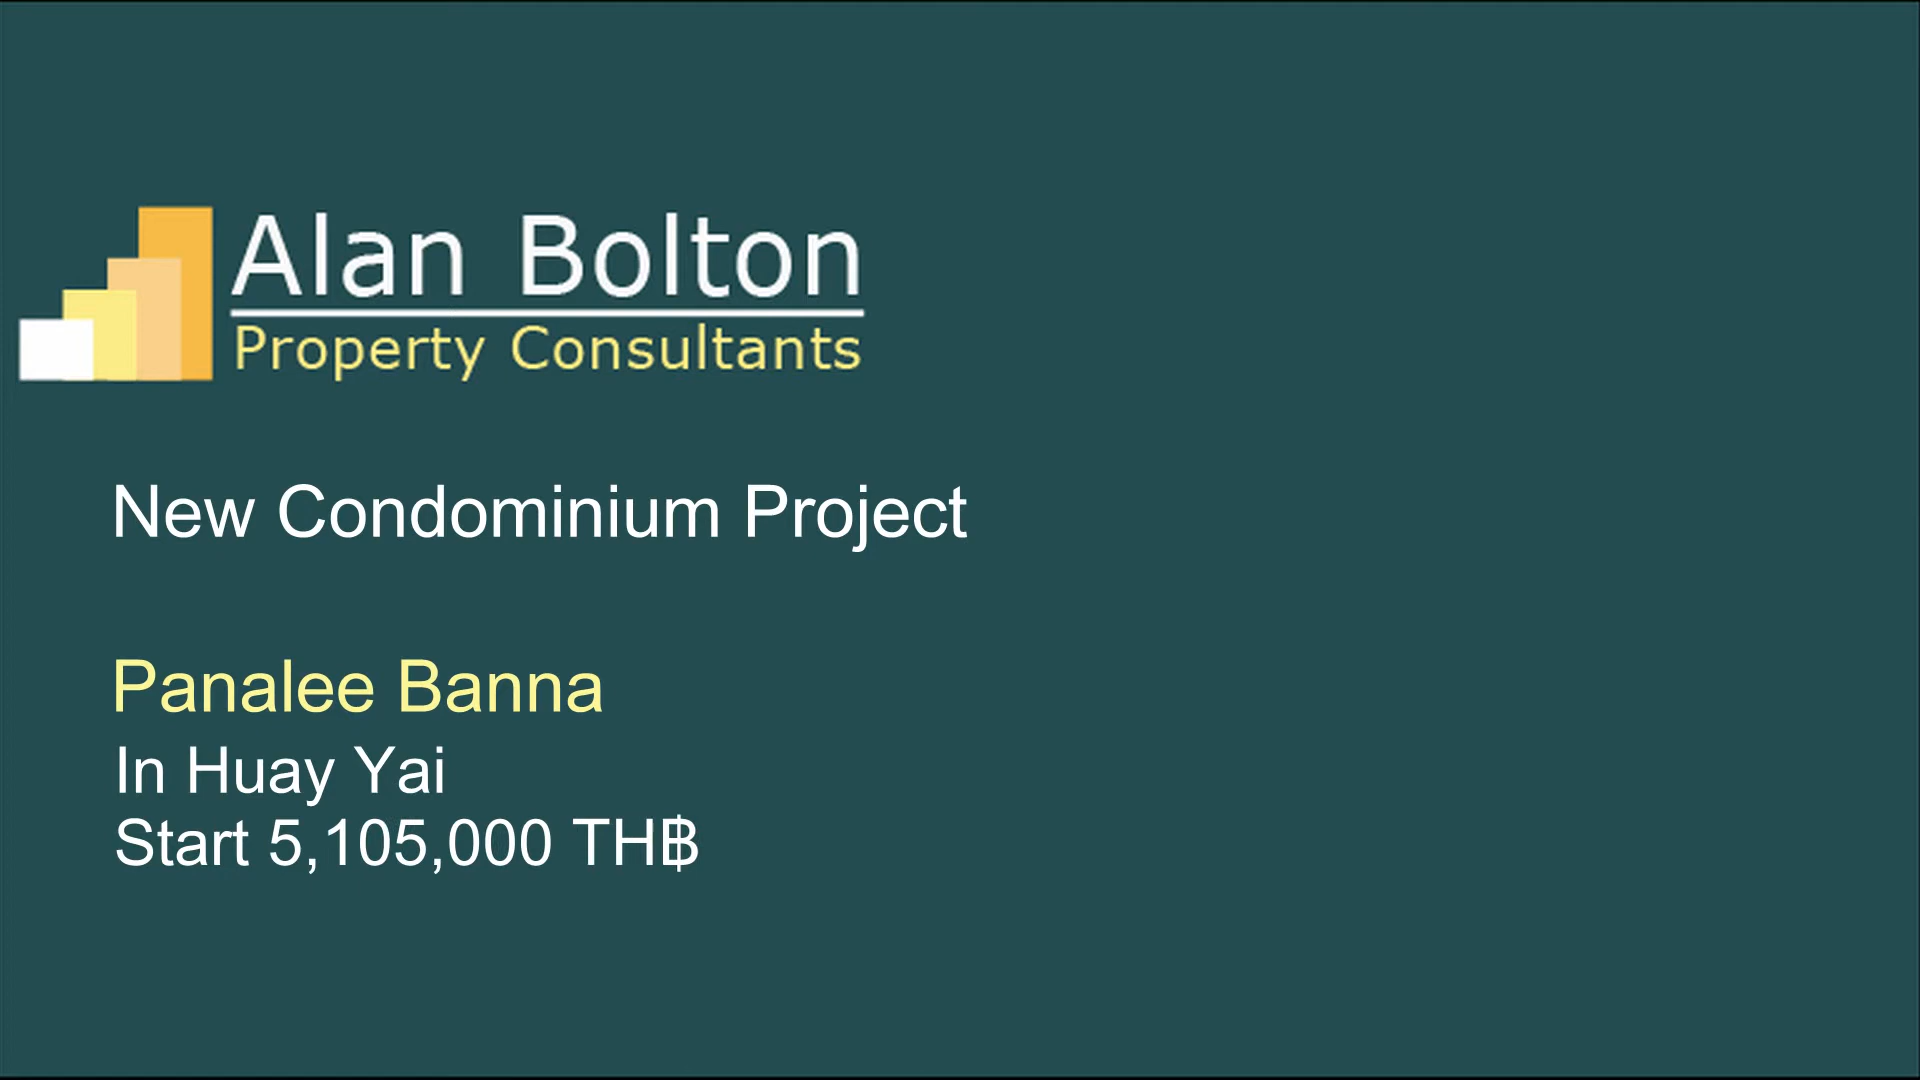 Alan Bolton
Property Consultants
New Condominium Project
Panalee Banna
In Huay Yai
Start 5,105,000 TH฿